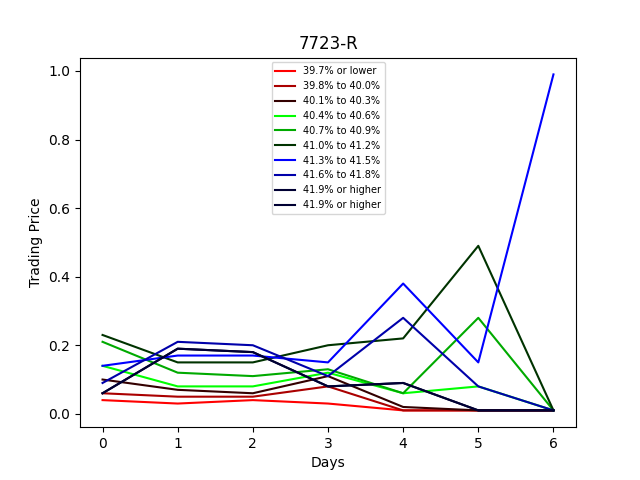 7723-R
39.7% or lower
39.8% to 40.0%
40.1% to 40.3%
40.4% to 40.6%
40.7% to 40.9%
41.0% to 41.2%
41.3% to 41.5%
41.6% to 41.8%
41.9% or higher
41.9% or higher
1.0
0.8
0.6
0.4
0.2
0.0
Trading Price
0 1 2 3 4 5 6
Days